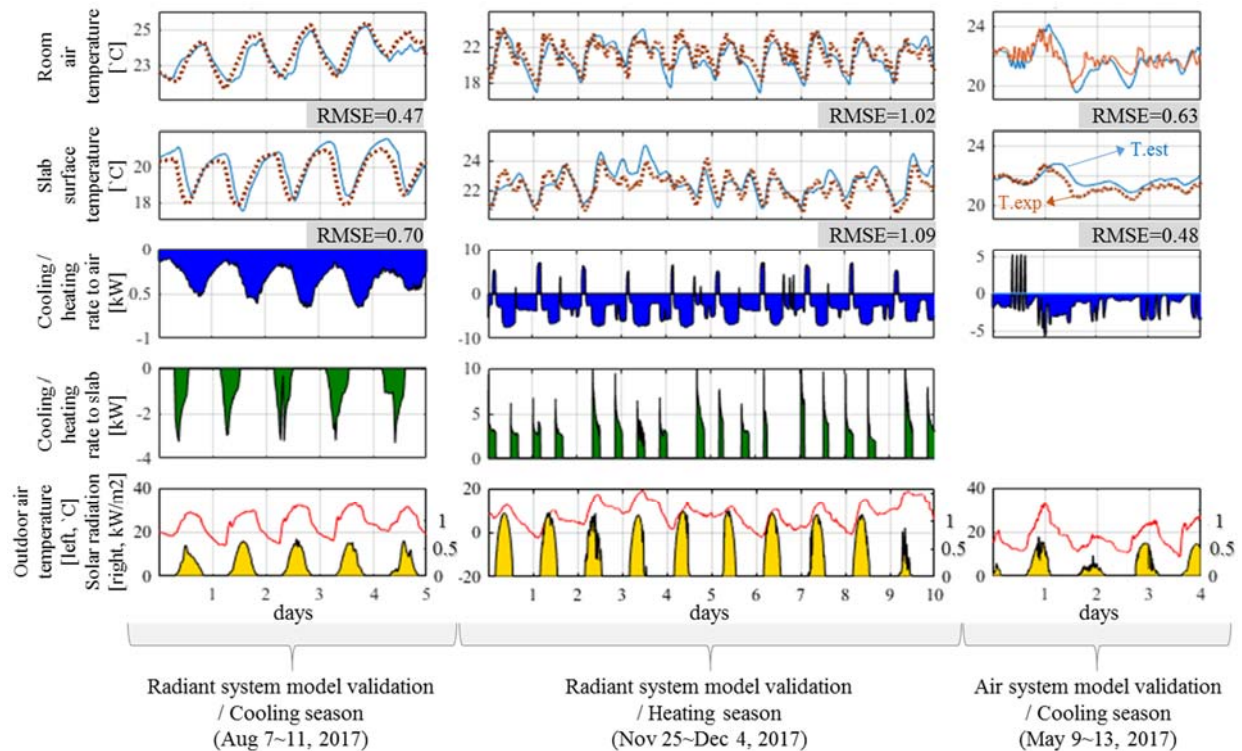 Room
air
temperature
[`C]
25
23
22
20
18
24
22
20
RMSE=0.47
RMSE=1.02
RMSE=0.63
Slab
surface
temperature
[`C]
20
18
24
22
24
22
20
T.est
T.exp
RMSE=0.70
RMSE=1.09
RMSE=0.48
Cooling /
heating
rate to air
[kW]
0
-0.5
-1
10
0
-10
5
0
-5
Cooling/
heating
rate to slab
[kW]
0
-2
-4
10
5
0
Outdoor air
temperature
[left, `C]
Solar radiation
[right, kW/m2]
40
20
0
1
0.5
0
20
0
-20
1
0.5
0
40
20
0
1
0.5
0
1 2 3 4 5
1 2 3 4 5 6 7 8 9 10
1 2 3 4
days
days
days
Radiant system model validation
/ Cooling season
(Aug 7~11, 2017)
Radiant system model validation
/ Heating season
(Nov 25~Dec 4, 2017)
Air system model validation
/ Cooling season
(May 9~13, 2017)